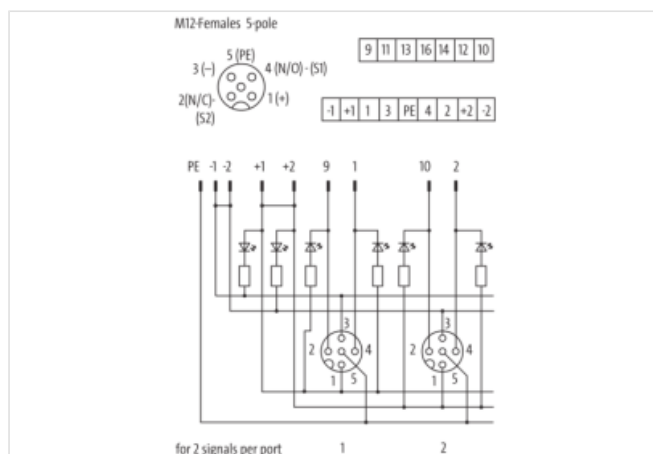 M12-Females 5-pole
5 (PE)
3 (–)
4 (N/O) - (S1)
2(N/C)-
(S2)
1 (+)
9 11 13 16 14 12 10
-1 +1 1 3 PE 4 2 +2 -2
PE -1 -2 +1 +2 9 1 10 2
3 3
2 4 2 4
1 5 1 5
for 2 signals per port 1 2